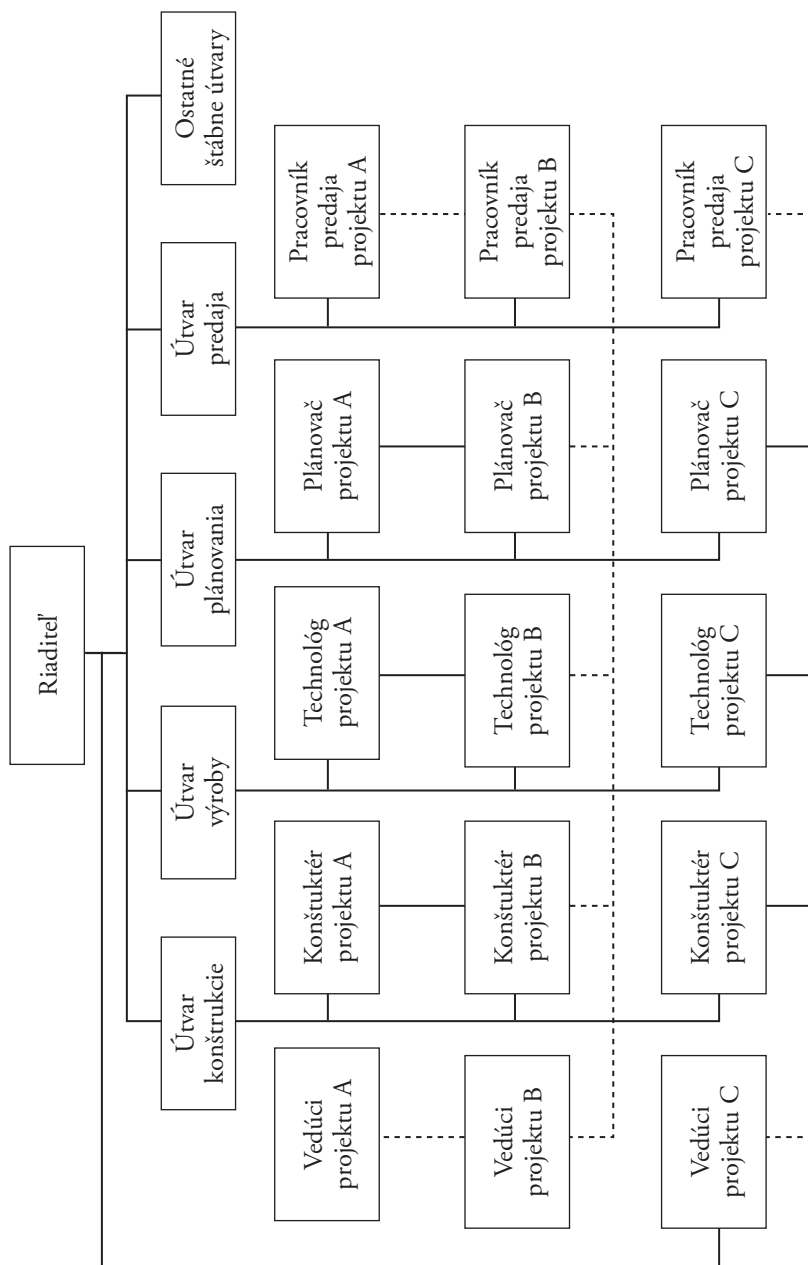 Riaditeľ
Útvar
konštrukcie
Útvar
výroby
Útvar
plánovania
Útvar
predaja
Ostatné
štábne útvary
Vedúci
projektu A
Konštuktér
projektu A
Technológ
projektu A
Plánovač
projektu A
Pracovník
predaja
projektu A
Vedúci
projektu B
Konštuktér
projektu B
Technológ
projektu B
Plánovač
projektu B
Pracovník
predaja
projektu B
Vedúci
projektu C
Konštuktér
projektu C
Technológ
projektu C
Plánovač
projektu C
Pracovník
predaja
projektu C